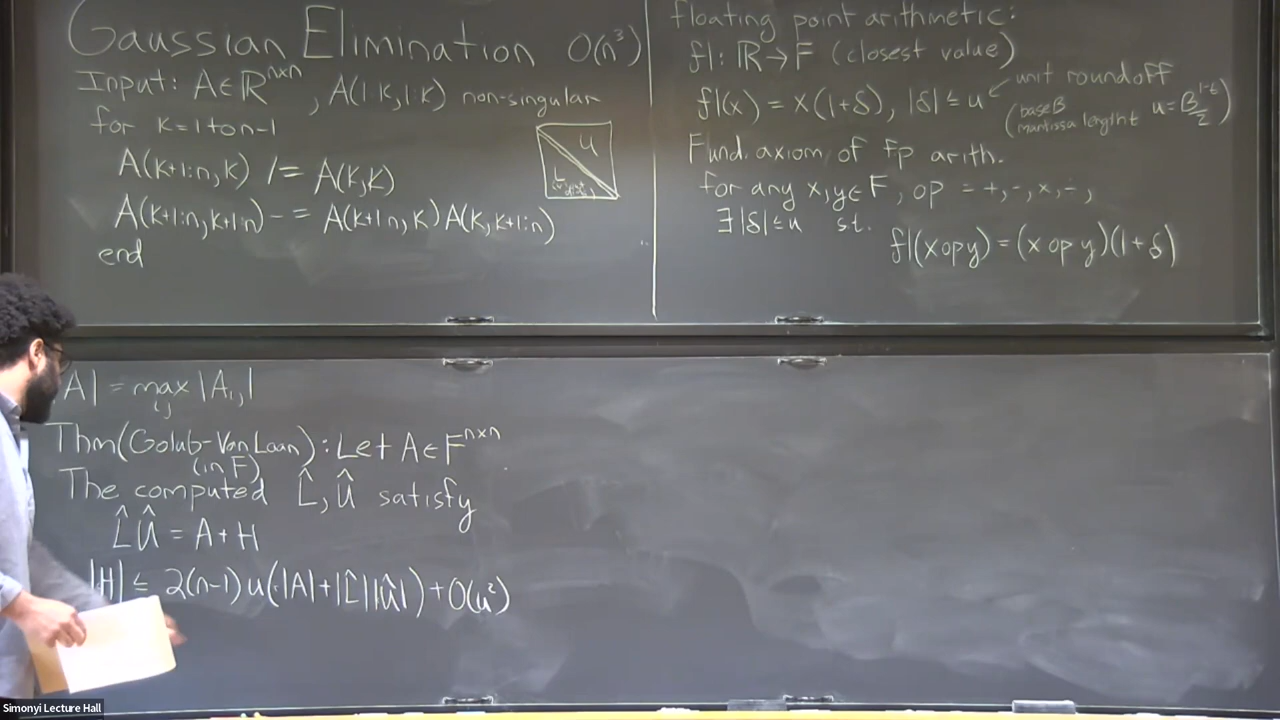 Gaussian Elimination O(n³)
Input: A∈ℝⁿˣⁿ, A(1:k,1:k) non-singular
for k=1 to n-1
A(k+1:n,k) /= A(k,k)
A(k+1:n,k+1:n) -= A(k+1:n,k)A(k,k+1:n)
end
U
L
floating point arithmetic:
fl: ℝ→F (closest value)
fl(x) = x(1+δ), |δ|≤u ← unit roundoff
(base β mantissa length t u = β^(1-t)/2)
Fund. axiom of fp arith.
for any x,y∈F, op = +,-,×,÷,
∃|δ|≤u st.
fl(x op y) = (x op y)(1+δ)
A| = max_{i,j} |A_{ij}|
Thm(Golub-Van Loan): Let A∈Fⁿˣⁿ
(in F)
The computed L̂, Û satisfy
L̂Û = A+H
|H| ≤ 2(n-1)u(|A|+|L̂||Û|)+O(u²)
Simonyi Lecture Hall